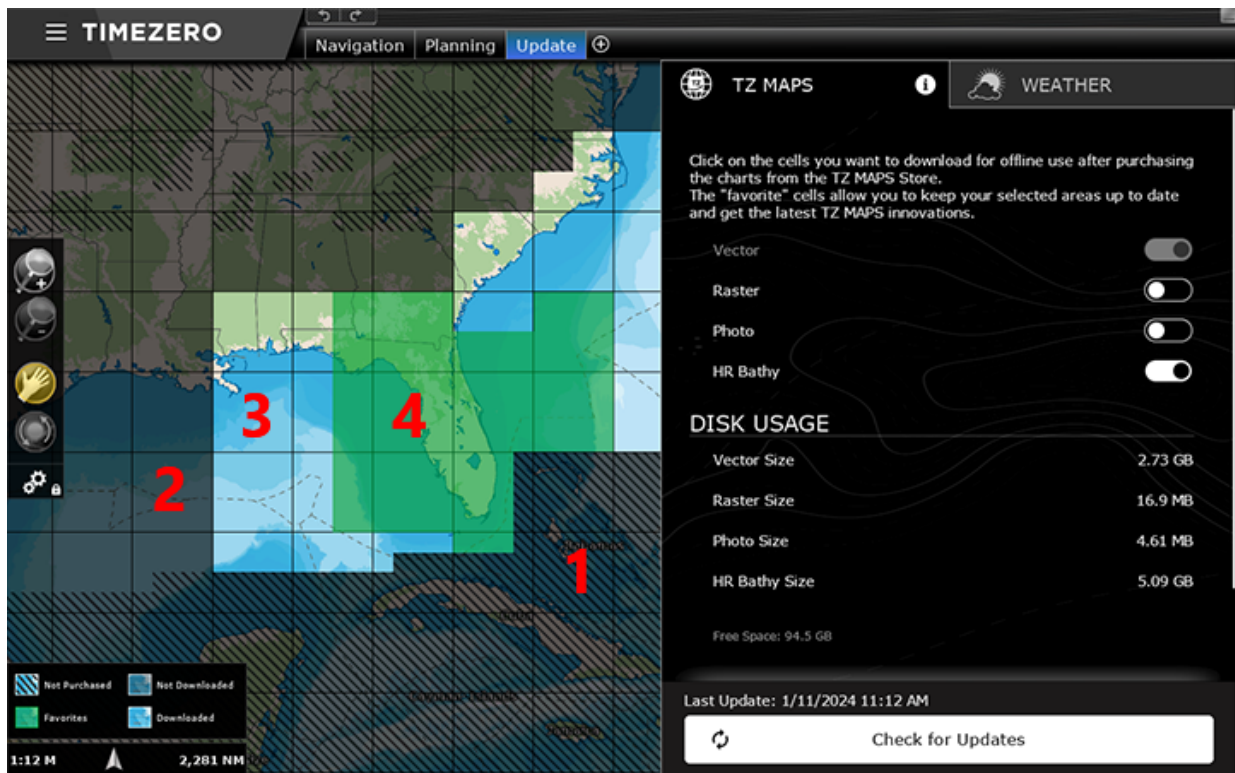 TIMEZERO
Navigation Planning Update
TZ MAPS
WEATHER
Click on the cells you want to download for offline use after purchasing
the charts from the TZ MAPS Store.
The "favorite" cells allow you to keep your selected areas up to date
and get the latest TZ MAPS innovations.
Vector
Raster
Photo
HR Bathy
DISK USAGE
Vector Size 2.73 GB
Raster Size 16.9 MB
Photo Size 4.61 MB
HR Bathy Size 5.09 GB
Free Space: 94.5 GB
Last Update: 1/11/2024 11:12 AM
Check for Updates
3
4
2
1
Bahamas
Cuba
Not Purchased Not Downloaded
Favorites Downloaded
1:12 M 2,281 NM